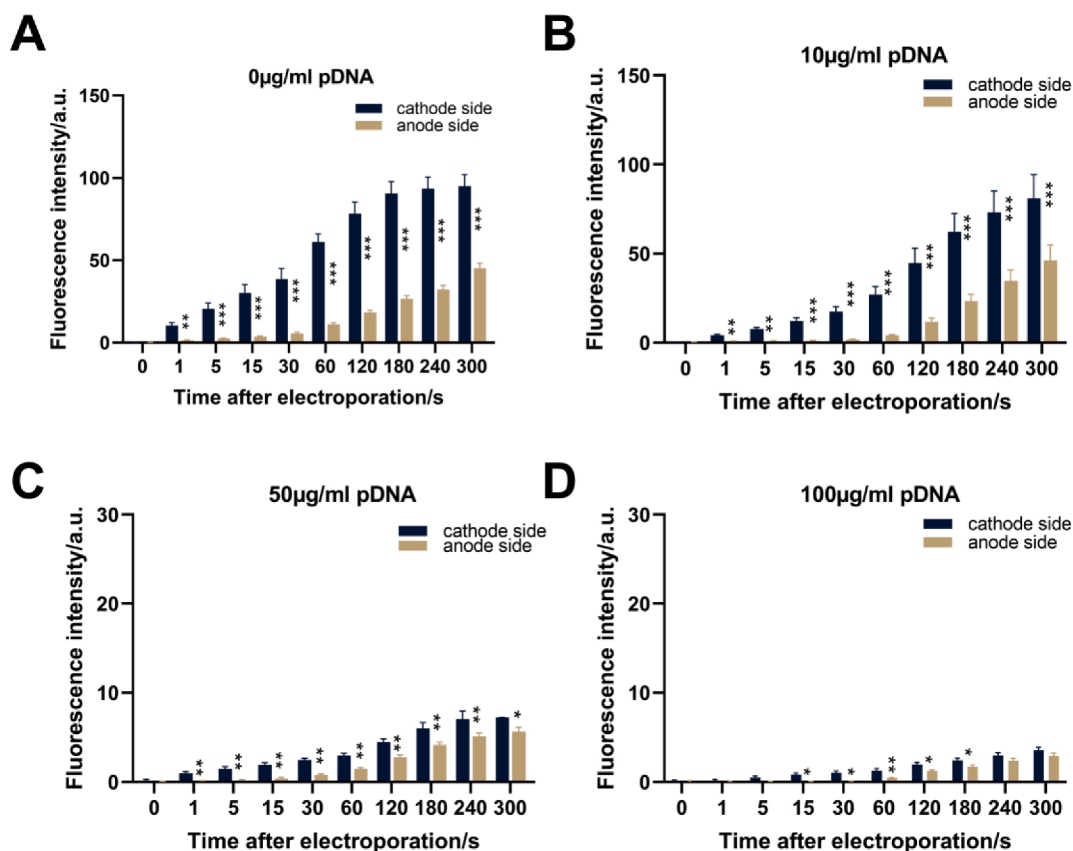 A
0µg/ml pDNA
cathode side
anode side
Fluorescence intensity/a.u.
150
100
50
0
** *** *** *** *** *** *** *** ***
0 1 5 15 30 60 120 180 240 300
Time after electroporation/s
B
10µg/ml pDNA
cathode side
anode side
Fluorescence intensity/a.u.
150
100
50
0
** ** *** *** *** *** *** *** ***
0 1 5 15 30 60 120 180 240 300
Time after electroporation/s
C
50µg/ml pDNA
cathode side
anode side
Fluorescence intensity/a.u.
30
20
10
0
** ** ** ** ** ** ** ** *
0 1 5 15 30 60 120 180 240 300
Time after electroporation/s
D
100µg/ml pDNA
cathode side
anode side
Fluorescence intensity/a.u.
30
20
10
0
* * ** * *
0 1 5 15 30 60 120 180 240 300
Time after electroporation/s